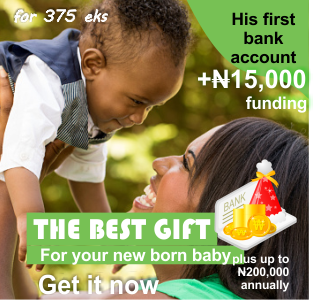 for 375 eks
His first
bank
account
+₦15,000
funding
BANK
THE BEST GIFT
For your new born baby
plus up to
₦200,000
annually
Get it now